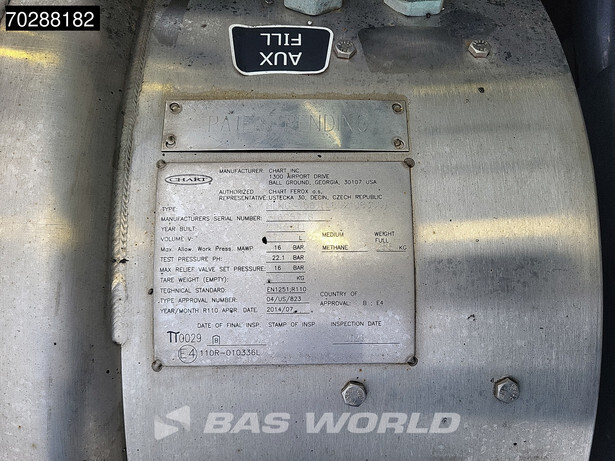 70288182
AUX
FILL
PATENT PENDING
CHART
MANUFACTURER CHART INC.
1300 AIRPORT DRIVE
BALL GROUND, GEORGIA, 30107 USA
AUTHORIZED CHART FEROX a.s.
REPRESENTATIVE: USTECKA 30, DECIN, CZECH REPUBLIC
TYPE:
MANUFACTURERS SERIAL NUMBER:
YEAR BUILT:
VOLUME V: L MEDIUM WEIGHT FULL
Max Allow. Work Press. MAWP 16 BAR METHANE KG
TEST PRESSURE PH: 22.1 BAR
MAX RELIEF VALVE SET PRESSURE: 16 BAR
TARE WEIGHT (EMPTY): KG
TECHNICAL STANDARD EN1251;R110
TYPE APPROVAL NUMBER: 04/US/823 COUNTRY OF APPROVAL B , E4
YEAR/MONTH R110 APDR. 2014/07
DATE OF FINAL INSP. STAMP OF INSP. INSPECTION DATE
π0029 B
E4 110R-010336L
BAS WORLD